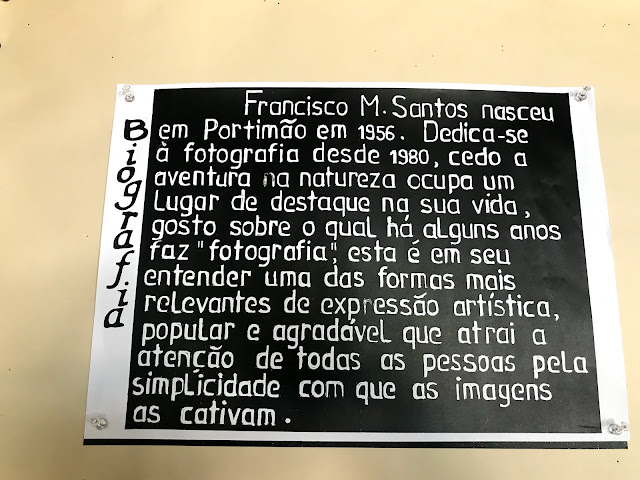 Biografia
Francisco M. Santos nasceu
em Portimão em 1956. Dedica-se
à fotografia desde 1980, cedo a
aventura na natureza ocupa um
Lugar de destaque na sua vida,
gosto sobre o qual há alguns anos
faz "fotografia", esta é em seu
entender uma das formas mais
relevantes de expressão artística,
popular e agradável que atrai a
atenção de todas as pessoas pela
simplicidade com que as imagens
as cativam.